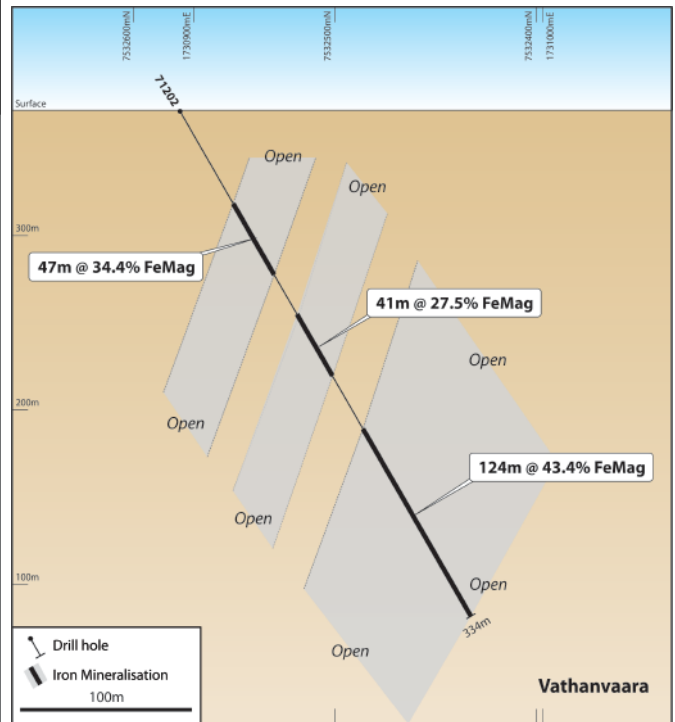 7532600mN
1730900mE
7532500mN
7532400mN
1731000mE
71202
Surface
Open
Open
300m
47m @ 34.4% FeMag
41m @ 27.5% FeMag
Open
200m
Open
124m @ 43.4% FeMag
Open
100m
Open
334m
Open
Drill hole
Iron Mineralisation
100m
Vathanvaara